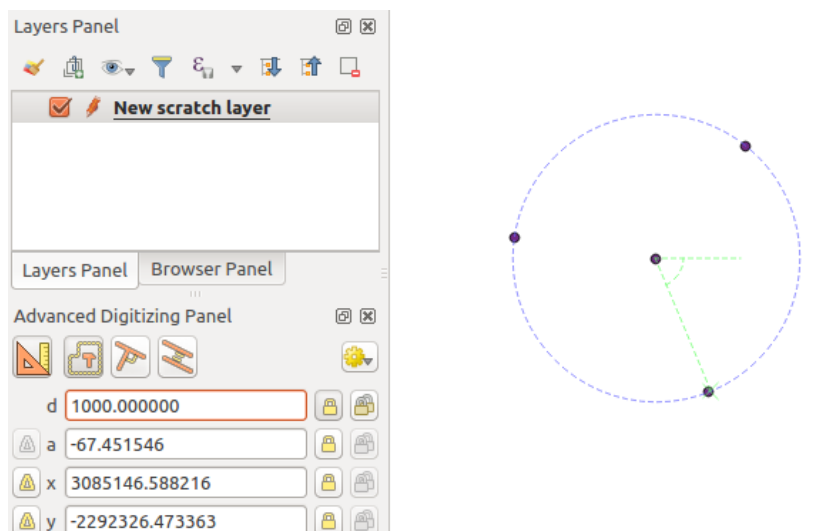 Layers Panel
New scratch layer
Layers Panel Browser Panel
Advanced Digitizing Panel
d 1000.000000
a -67.451546
x 3085146.588216
y -2292326.473363